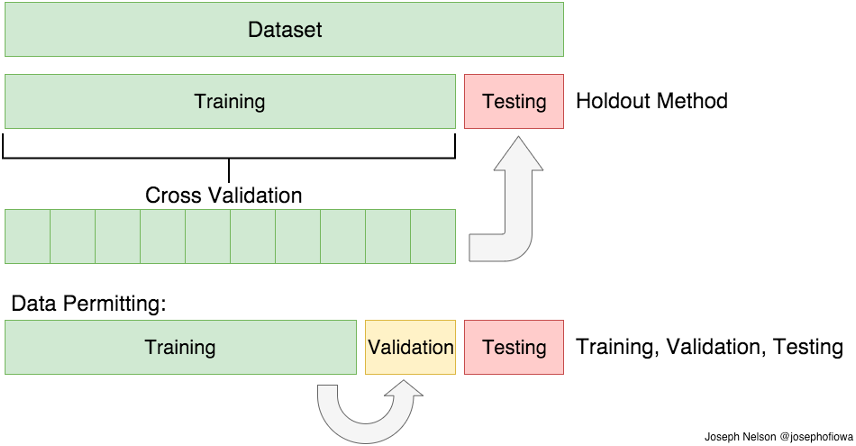 Dataset
Training
Testing
Holdout Method
Cross Validation
Data Permitting:
Training
Validation
Testing
Training, Validation, Testing
Joseph Nelson @josephofiowa